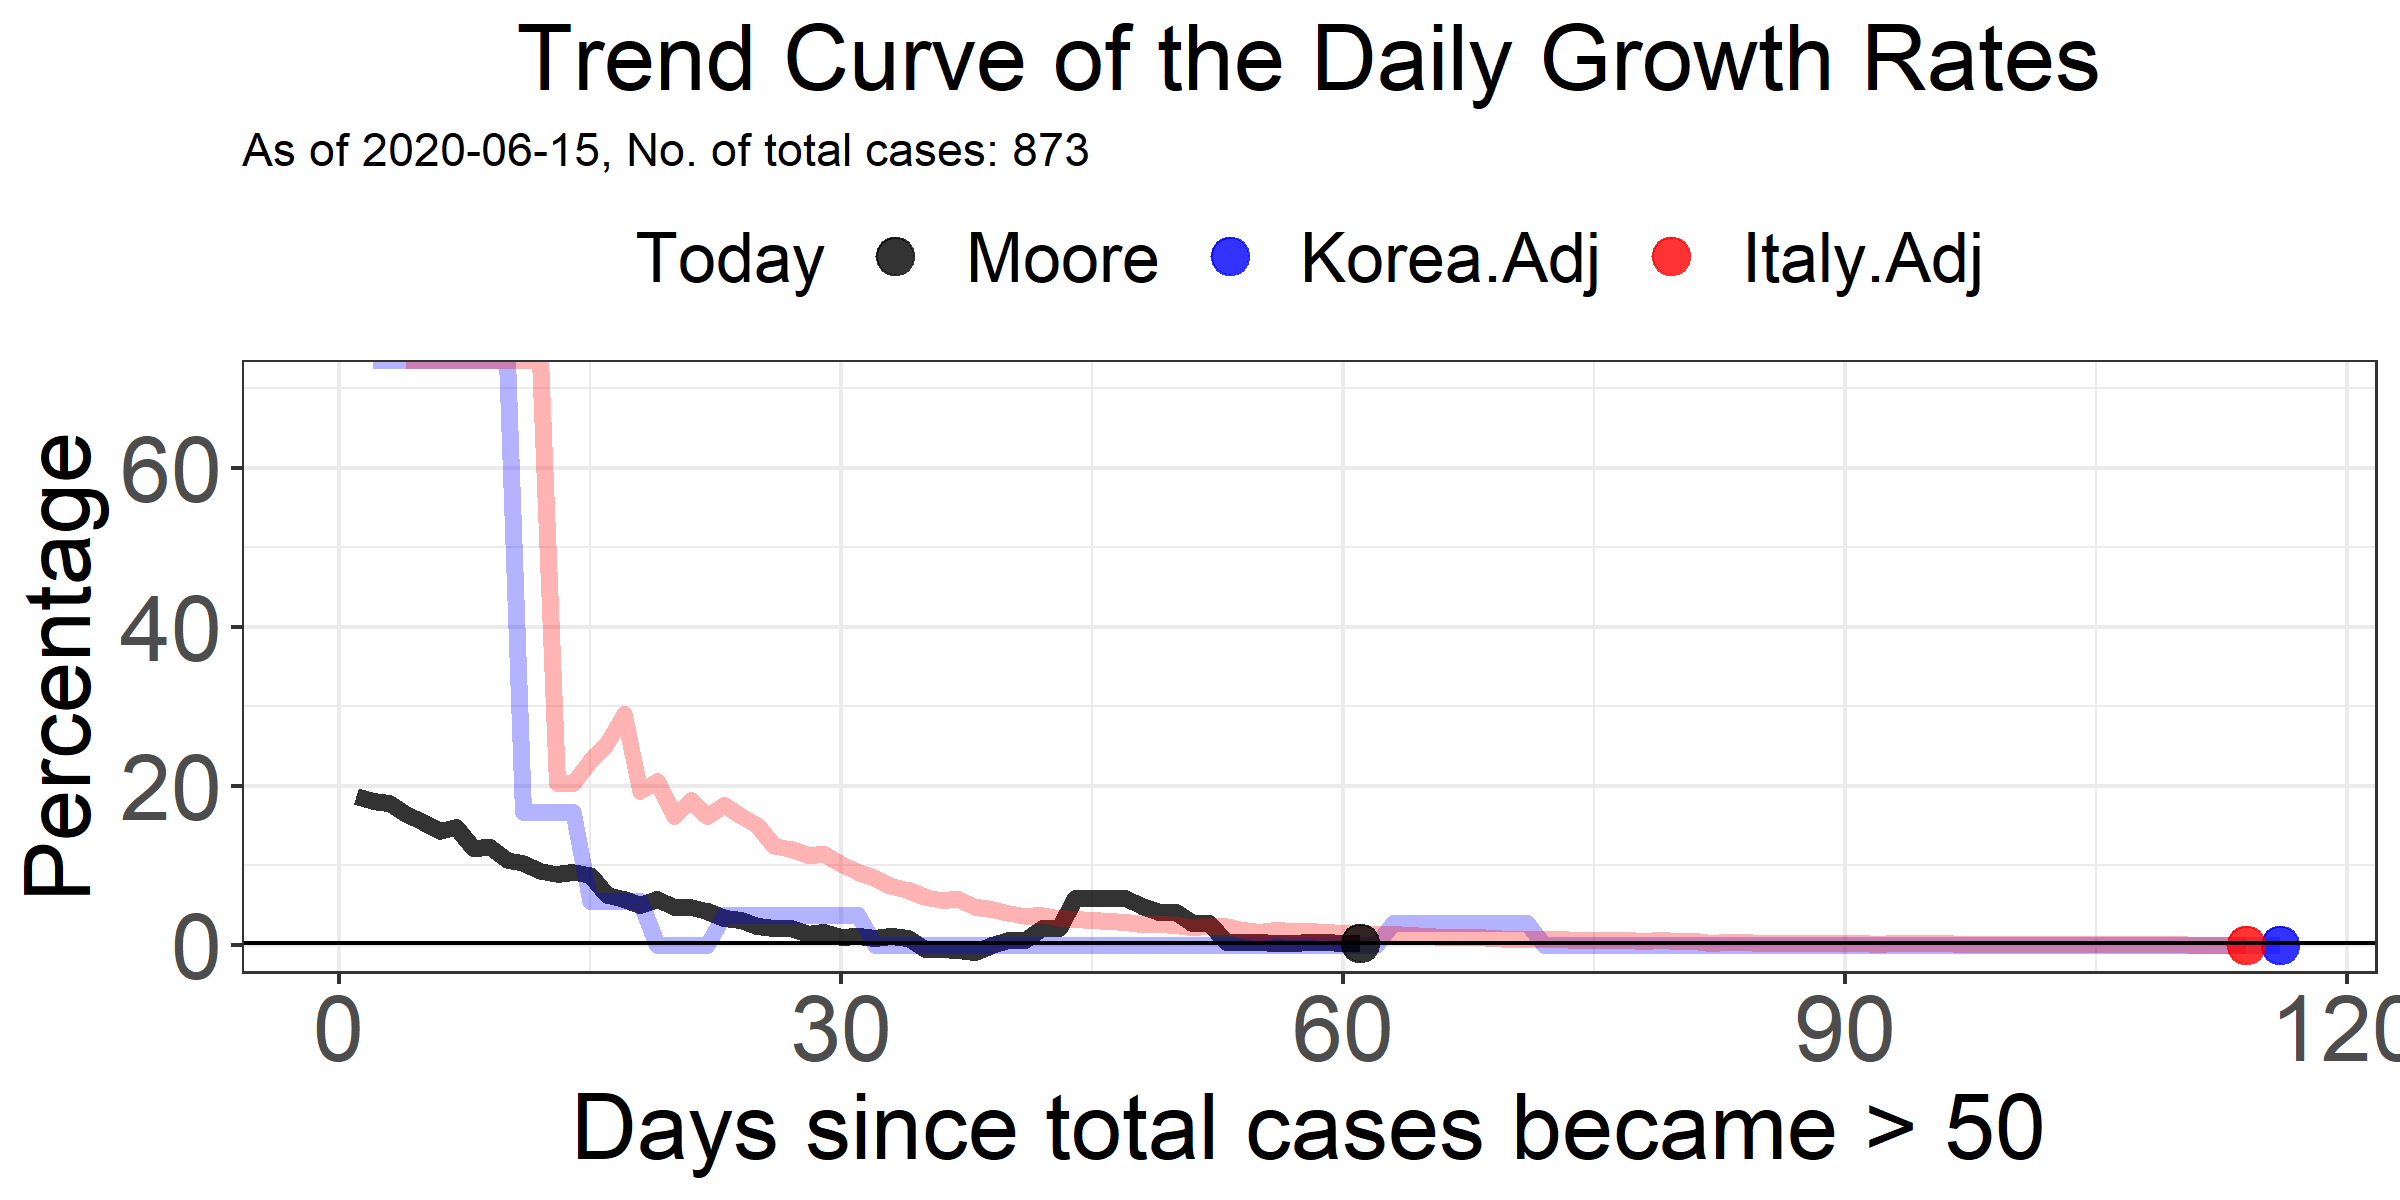 Trend Curve of the Daily Growth Rates
As of 2020-06-15, No. of total cases: 873
Today Moore Korea.Adj Italy.Adj
Percentage
60
40
20
0
0 30 60 90 120
Days since total cases became > 50